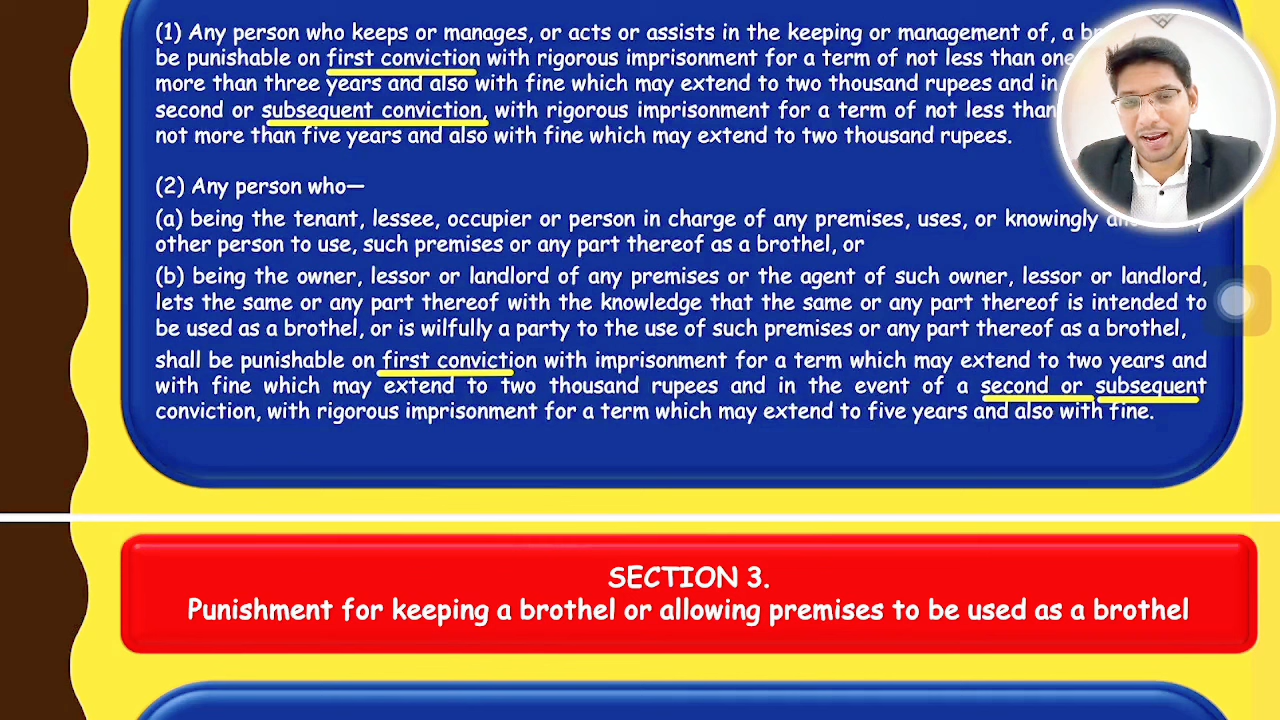 (1) Any person who keeps or manages, or acts or assists in the keeping or management of, a
be punishable on first conviction with rigorous imprisonment for a term of not less than one
more than three years and also with fine which may extend to two thousand rupees and in
second or subsequent conviction, with rigorous imprisonment for a term of not less than
not more than five years and also with fine which may extend to two thousand rupees.
(2) Any person who—
(a) being the tenant, lessee, occupier or person in charge of any premises, uses, or knowingly
other person to use, such premises or any part thereof as a brothel, or
(b) being the owner, lessor or landlord of any premises or the agent of such owner, lessor or landlord,
lets the same or any part thereof with the knowledge that the same or any part thereof is intended to
be used as a brothel, or is wilfully a party to the use of such premises or any part thereof as a brothel,
shall be punishable on first conviction with imprisonment for a term which may extend to two years and
with fine which may extend to two thousand rupees and in the event of a second or subsequent
conviction, with rigorous imprisonment for a term which may extend to five years and also with fine.
SECTION 3.
Punishment for keeping a brothel or allowing premises to be used as a brothel